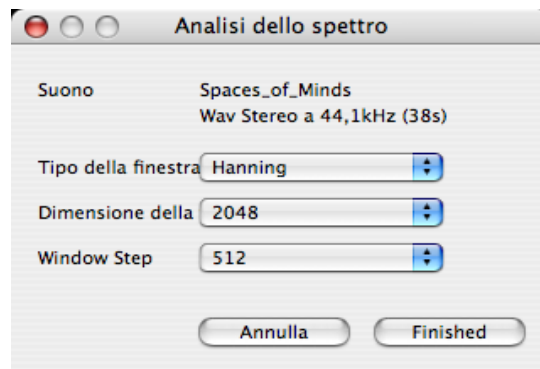 Analisi dello spettro
Suono Spaces_of_Minds
Wav Stereo a 44,1kHz (38s)
Tipo della finestra Hanning
Dimensione della 2048
Window Step 512
Annulla Finished